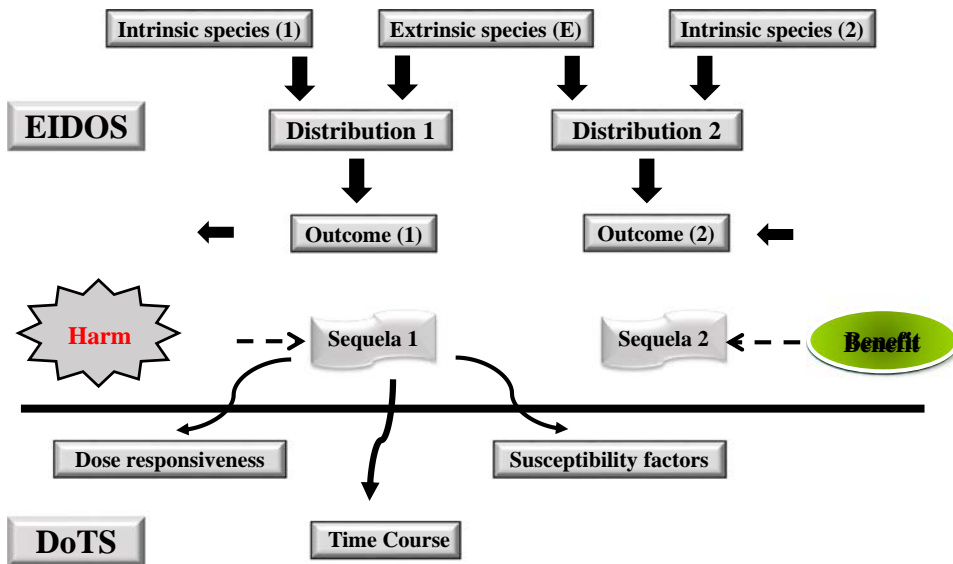 Intrinsic species (1)
Extrinsic species (E)
Intrinsic species (2)
EIDOS
Distribution 1
Distribution 2
Outcome (1)
Outcome (2)
Harm
Sequela 1
Sequela 2
Benefit
Benefit
Dose responsiveness
Susceptibility factors
DoTS
Time Course